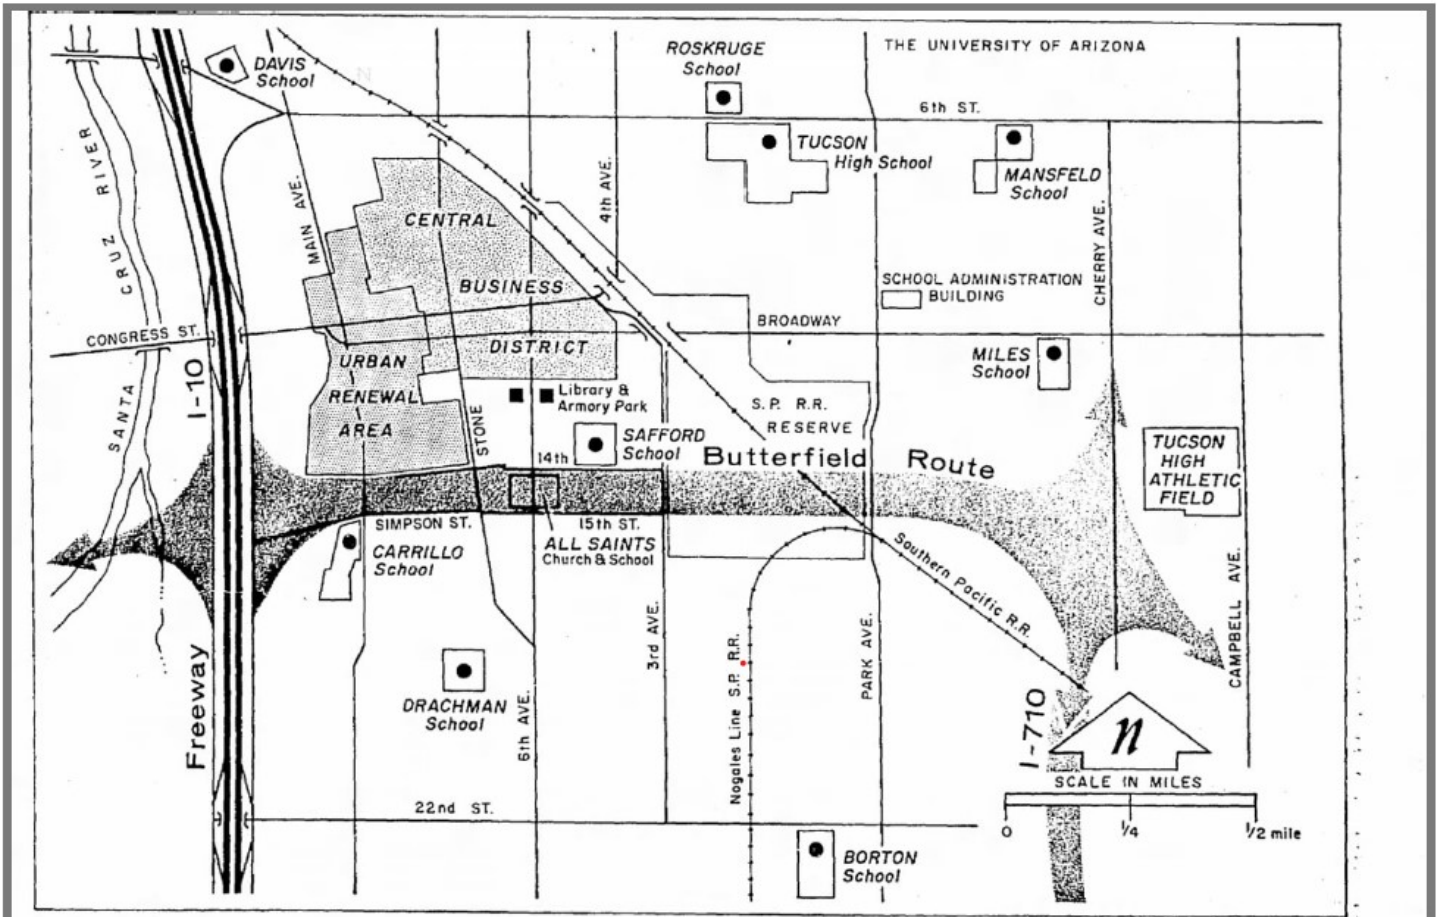 DAVIS
School
ROSKRUGE
School
THE UNIVERSITY OF ARIZONA
6th ST.
TUCSON
High School
MANSFELD
School
SANTA CRUZ RIVER
MAIN AVE.
4th AVE.
CHERRY AVE.
CENTRAL
BUSINESS
DISTRICT
SCHOOL ADMINISTRATION
BUILDING
CONGRESS ST.
BROADWAY
I-10
URBAN
RENEWAL
AREA
MILES
School
Library &
Armory Park
STONE
S.P. R.R.
RESERVE
SAFFORD
School
14th
Butterfield Route
TUCSON
HIGH
ATHLETIC
FIELD
SIMPSON ST.
15th ST.
CARRILLO
School
ALL SAINTS
Church & School
Southern Pacific R.R.
CAMPBELL AVE.
3rd AVE.
Nogales Line S.P. R.R.
PARK AVE.
Freeway
DRACHMAN
School
6th AVE.
I-710
n
SCALE IN MILES
0 1/4 1/2 mile
22nd ST.
BORTON
School